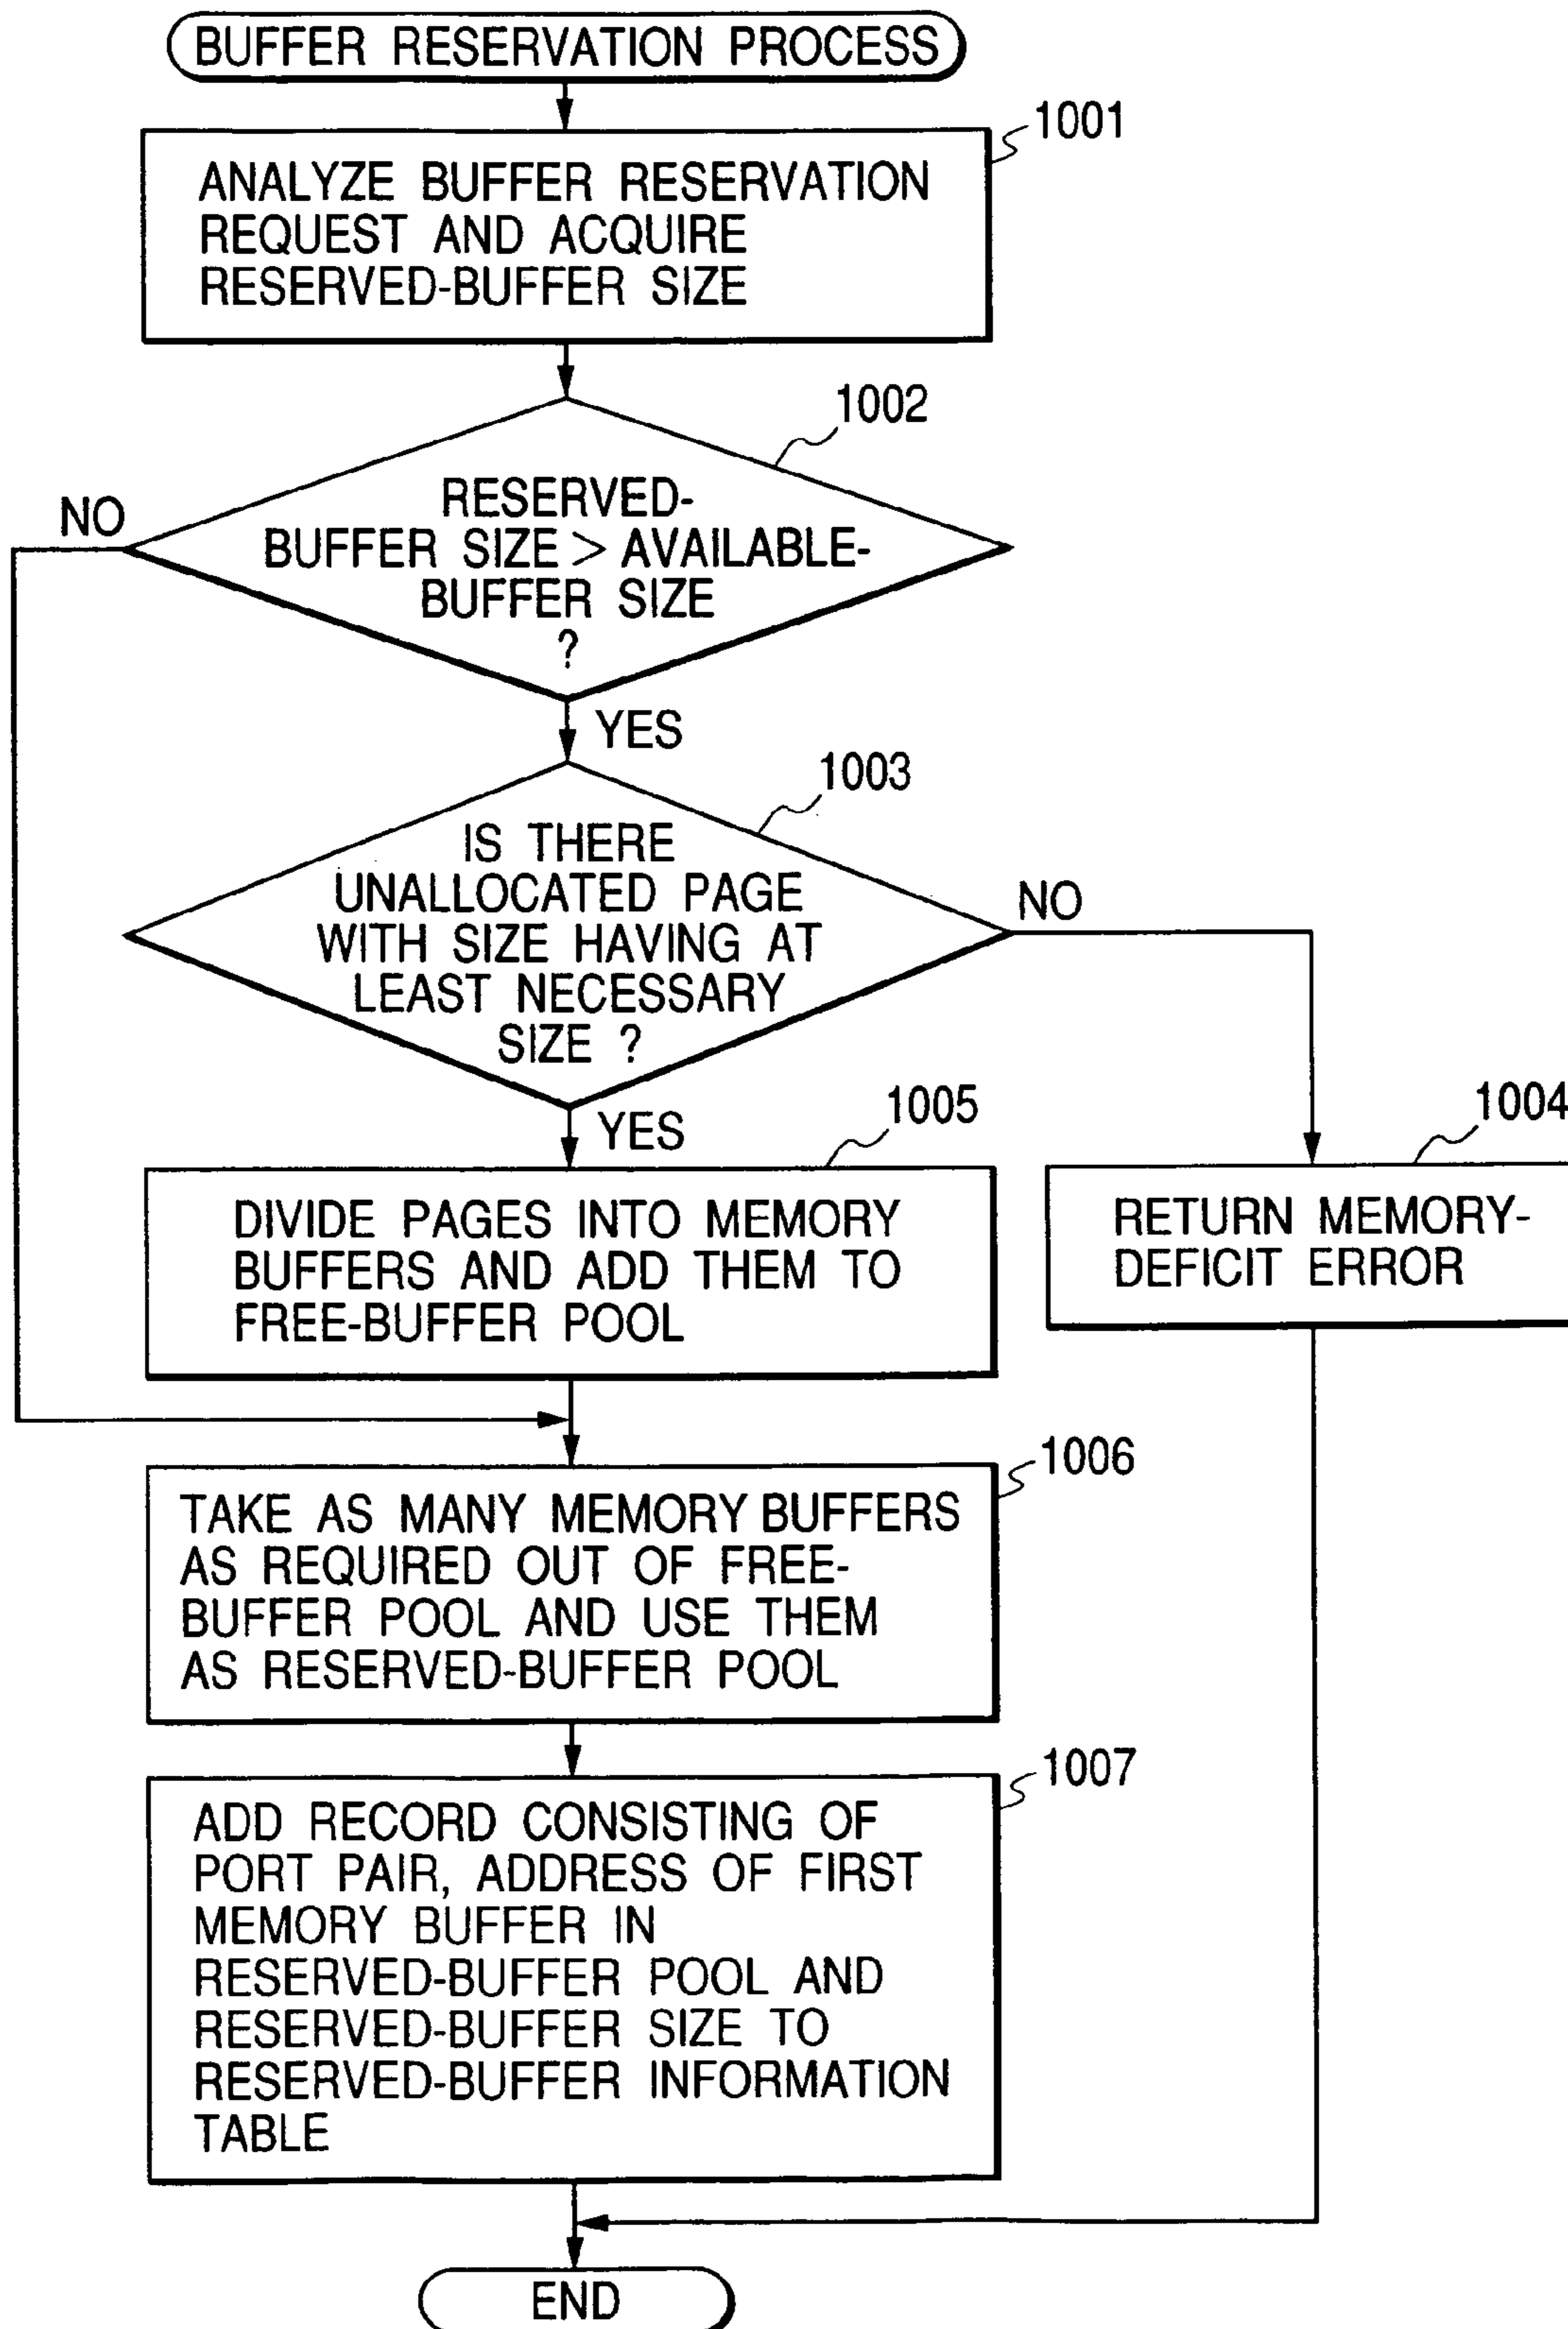 BUFFER RESERVATION PROCESS
1001
ANALYZE BUFFER RESERVATION
REQUEST AND ACQUIRE
RESERVED-BUFFER SIZE
1002
NO
RESERVED-
BUFFER SIZE > AVAILABLE-
BUFFER SIZE
?
YES
1003
IS THERE
UNALLOCATED PAGE
WITH SIZE HAVING AT
LEAST NECESSARY
SIZE ?
NO
YES
1005
1004
DIVIDE PAGES INTO MEMORY
BUFFERS AND ADD THEM TO
FREE-BUFFER POOL
RETURN MEMORY-
DEFICIT ERROR
1006
TAKE AS MANY MEMORY BUFFERS
AS REQUIRED OUT OF FREE-
BUFFER POOL AND USE THEM
AS RESERVED-BUFFER POOL
1007
ADD RECORD CONSISTING OF
PORT PAIR, ADDRESS OF FIRST
MEMORY BUFFER IN
RESERVED-BUFFER POOL AND
RESERVED-BUFFER SIZE TO
RESERVED-BUFFER INFORMATION
TABLE
END